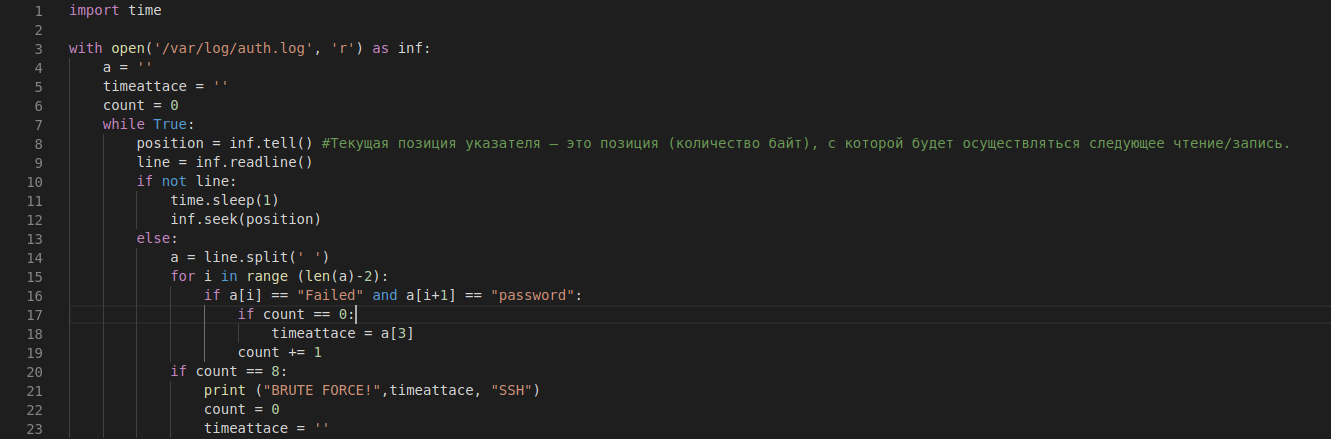 1 import time
2
3 with open('/var/log/auth.log', 'r') as inf:
4     a = ''
5     timeattace = ''
6     count = 0
7     while True:
8         position = inf.tell() #Текущая позиция указателя — это позиция (количество байт), с которой будет осуществляться следующее чтение/запись.
9         line = inf.readline()
10         if not line:
11             time.sleep(1)
12             inf.seek(position)
13         else:
14             a = line.split(' ')
15             for i in range (len(a)-2):
16                 if a[i] == "Failed" and a[i+1] == "password":
17                     if count == 0:
18                         timeattace = a[3]
19                     count += 1
20             if count == 8:
21                 print ("BRUTE FORCE!",timeattace, "SSH")
22                 count = 0
23                 timeattace = ''